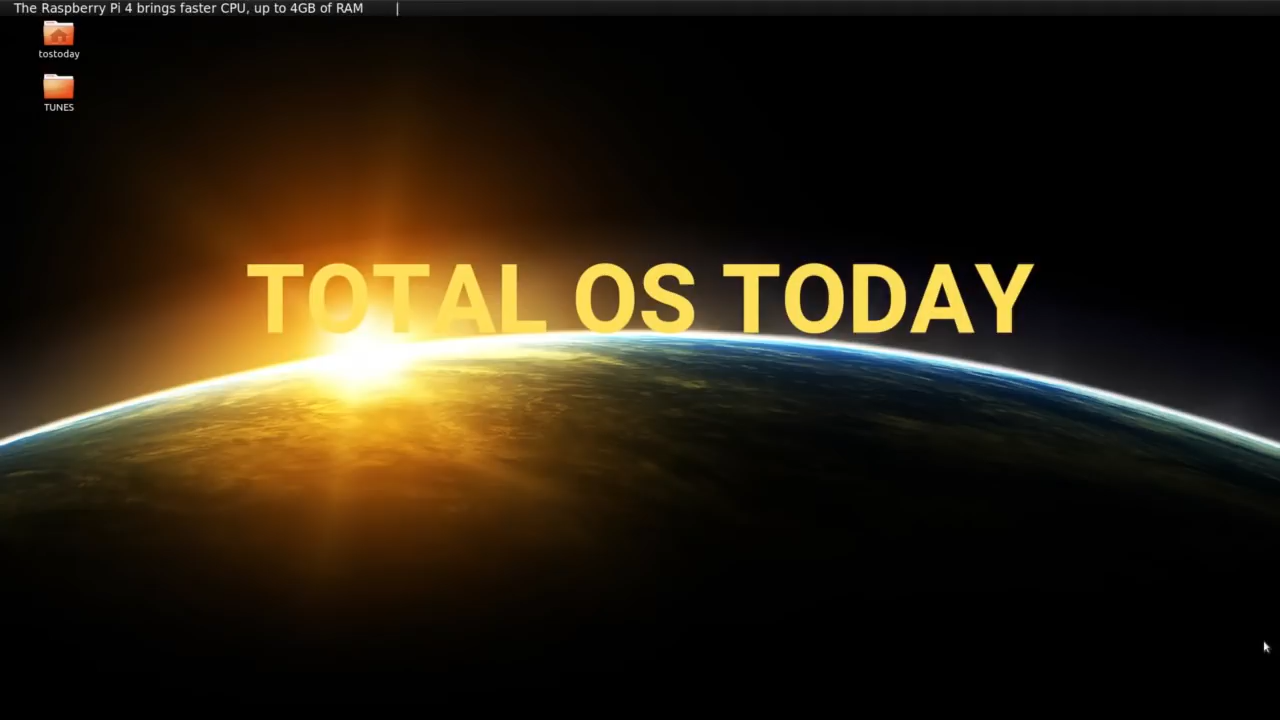 The Raspberry Pi 4 brings faster CPU, up to 4GB of RAM |
tostoday
TUNES
TOTAL OS TODAY